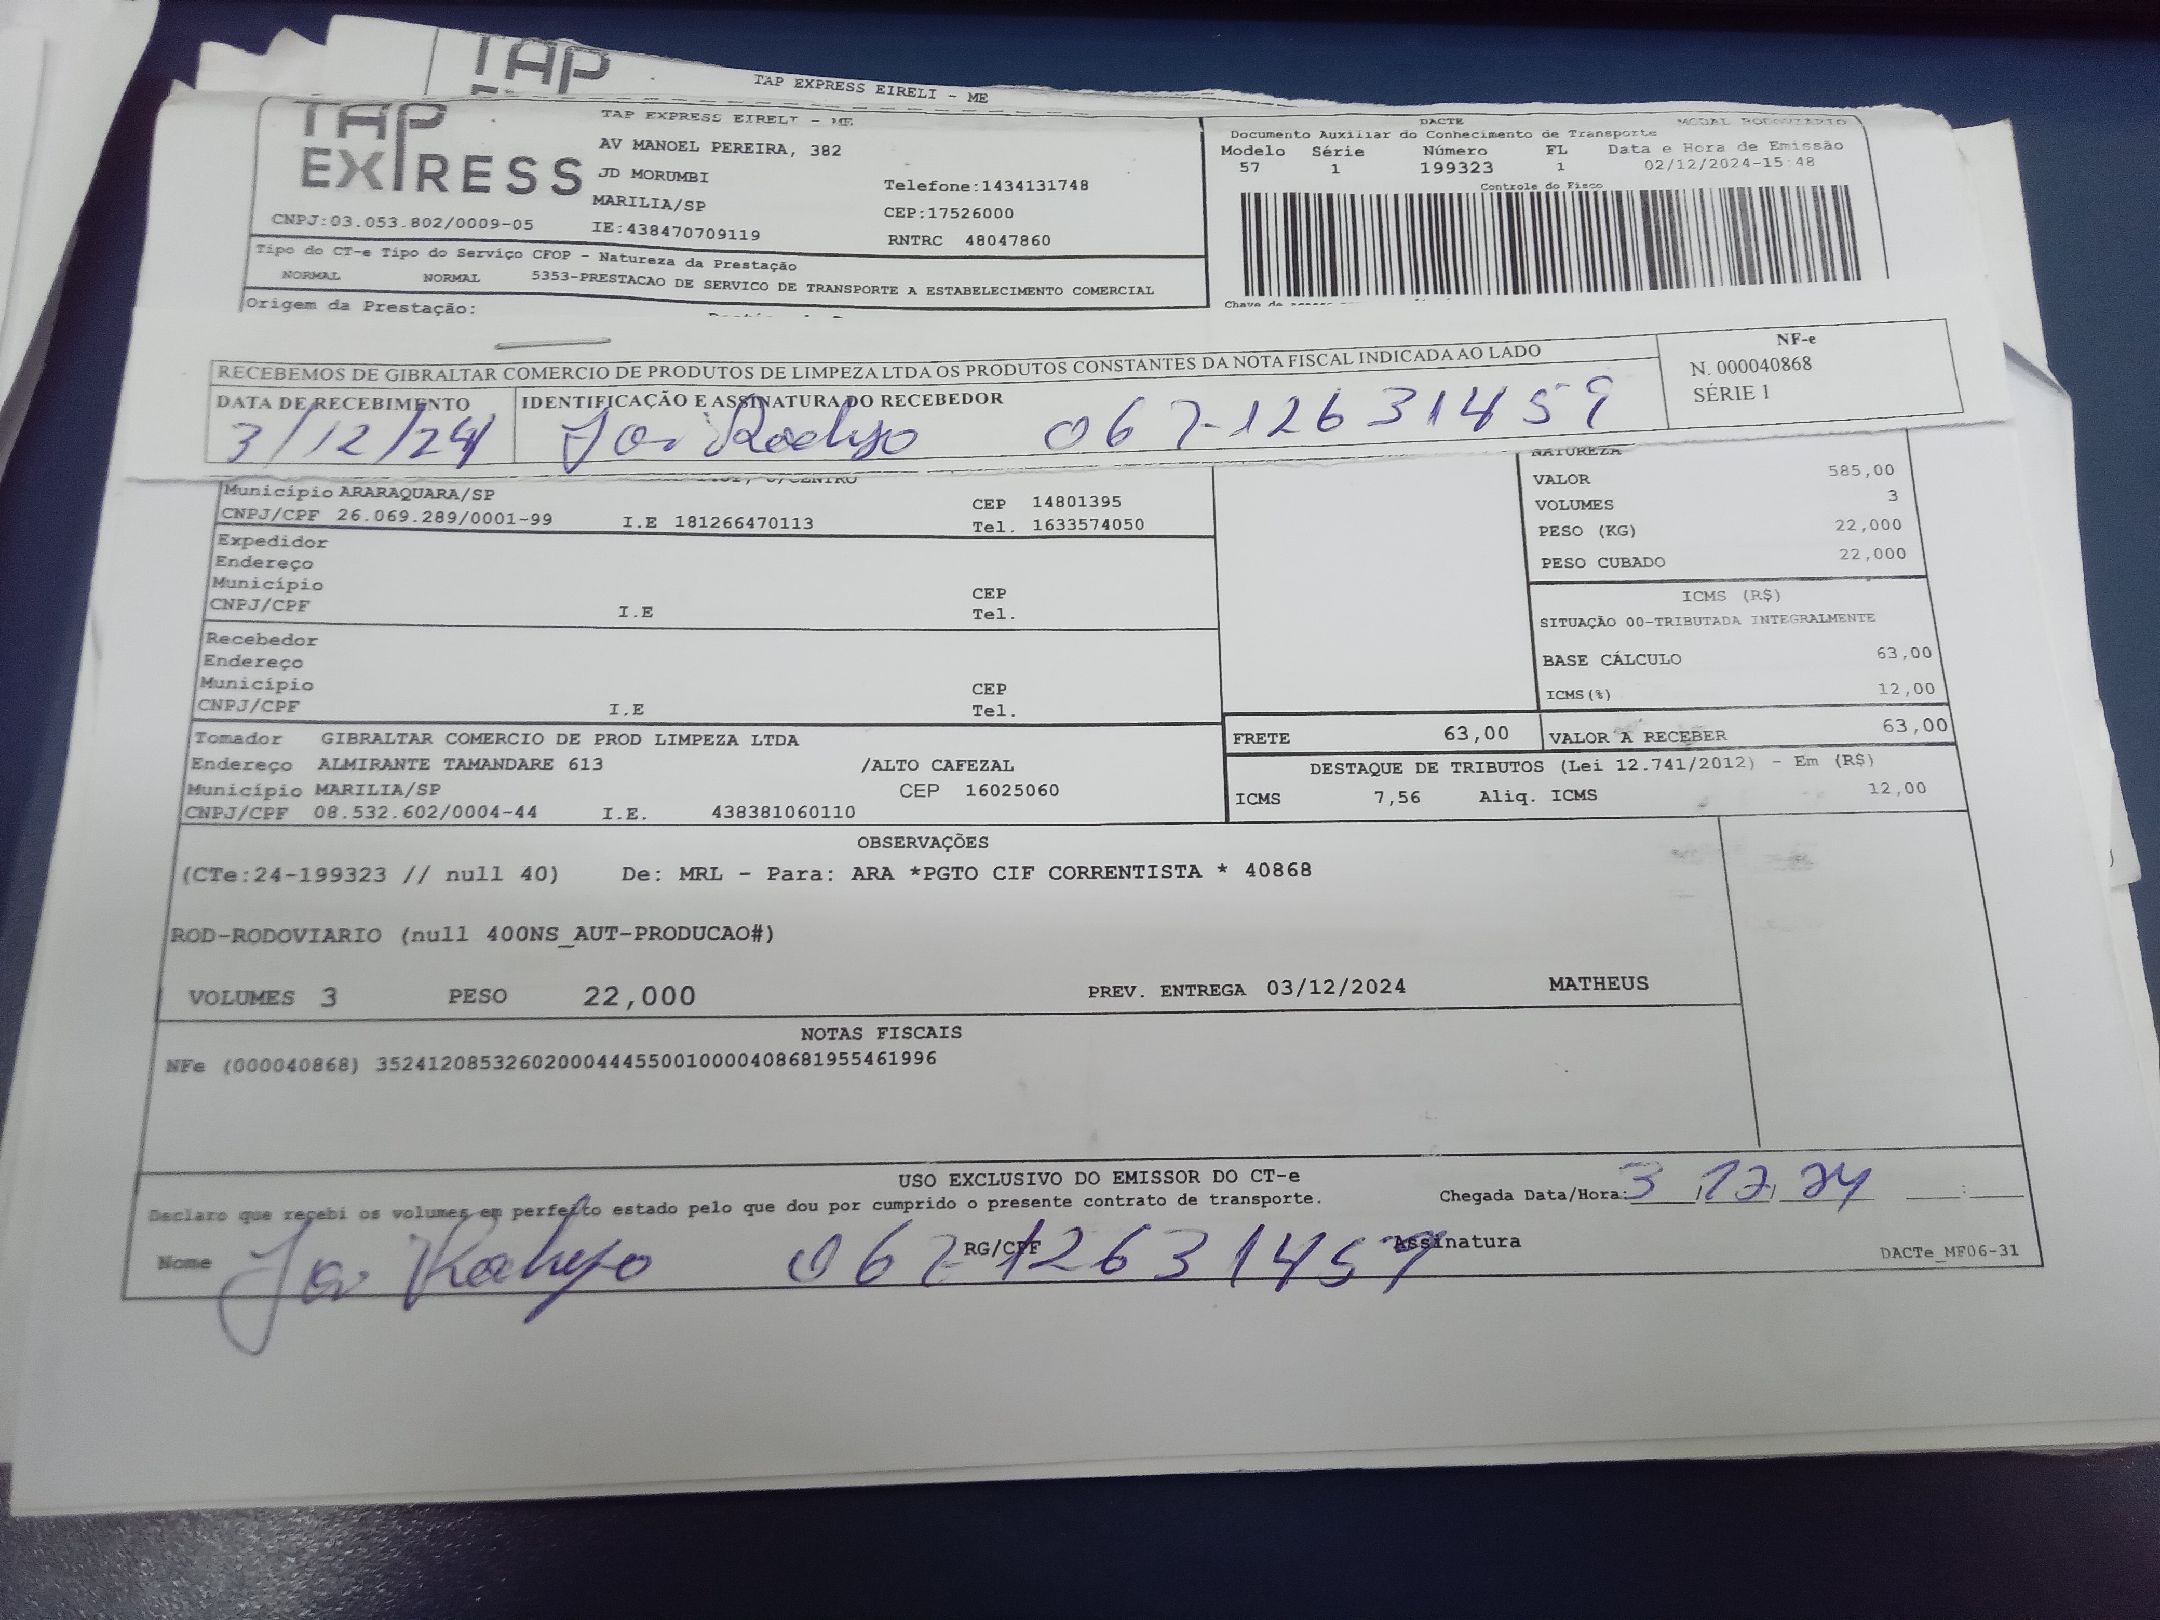 TAP
TAP EXPRESS EIRELI - ME
TAP EXPRESS
TAP EXPRESS EIRELI - ME
AV MANOEL PEREIRA, 382
JD MORUMBI
Telefone:1434131748
MARILIA/SP
CEP:17526000
CNPJ:03.053.802/0009-05
IE:438470709119
RNTRC 48047860
DACTE
MODAL RODOVIARIO
Documento Auxiliar do Conhecimento de Transporte
Modelo Série Número FL Data e Hora de Emissão
57 1 199323 1 02/12/2024-15:48
Controle do Fisco
Tipo do CT-e Tipo do Serviço CFOP - Natureza da Prestação
NORMAL NORMAL 5353-PRESTACAO DE SERVICO DE TRANSPORTE A ESTABELECIMENTO COMERCIAL
Origem da Prestação:
RECEBEMOS DE GIBRALTAR COMERCIO DE PRODUTOS DE LIMPEZA LTDA OS PRODUTOS CONSTANTES DA NOTA FISCAL INDICADA AO LADO
NF-e
N. 000040868
SÉRIE 1
DATA DE RECEBIMENTO
IDENTIFICAÇÃO E ASSINATURA DO RECEBEDOR
3/12/24
067-12631459
NATUREZA
VALOR 585,00
VOLUMES 3
PESO (KG) 22,000
PESO CUBADO 22,000
Município ARARAQUARA/SP CEP 14801395
CNPJ/CPF 26.069.289/0001-99 I.E 181266470113 Tel. 1633574050
Expedidor
Endereço
Município CEP
CNPJ/CPF I.E Tel.
Recebedor
Endereço
Município CEP
CNPJ/CPF I.E Tel.
ICMS (R$)
SITUAÇÃO 00-TRIBUTADA INTEGRALMENTE
BASE CÁLCULO 63,00
ICMS(%) 12,00
FRETE 63,00 VALOR A RECEBER 63,00
DESTAQUE DE TRIBUTOS (Lei 12.741/2012) - Em (R$)
ICMS 7,56 Aliq. ICMS 12,00
Tomador GIBRALTAR COMERCIO DE PROD LIMPEZA LTDA
Endereço ALMIRANTE TAMANDARE 613 /ALTO CAFEZAL
Município MARILIA/SP CEP 16025060
CNPJ/CPF 08.532.602/0004-44 I.E. 438381060110
OBSERVAÇÕES
(CTe:24-199323 // null 40) De: MRL - Para: ARA *PGTO CIF CORRENTISTA * 40868
ROD-RODOVIARIO (null 400NS_AUT-PRODUCAO#)
VOLUMES 3 PESO 22,000 PREV. ENTREGA 03/12/2024 MATHEUS
NOTAS FISCAIS
NFe (000040868) 35241208532602000444550010000408681955461996
USO EXCLUSIVO DO EMISSOR DO CT-e
Declaro que recebi os volumes em perfeito estado pelo que dou por cumprido o presente contrato de transporte.
Chegada Data/Hora: 3 / 12 / 24
Nome
RG/CPF
067 12631459
Assinatura
DACTe_MF06-31